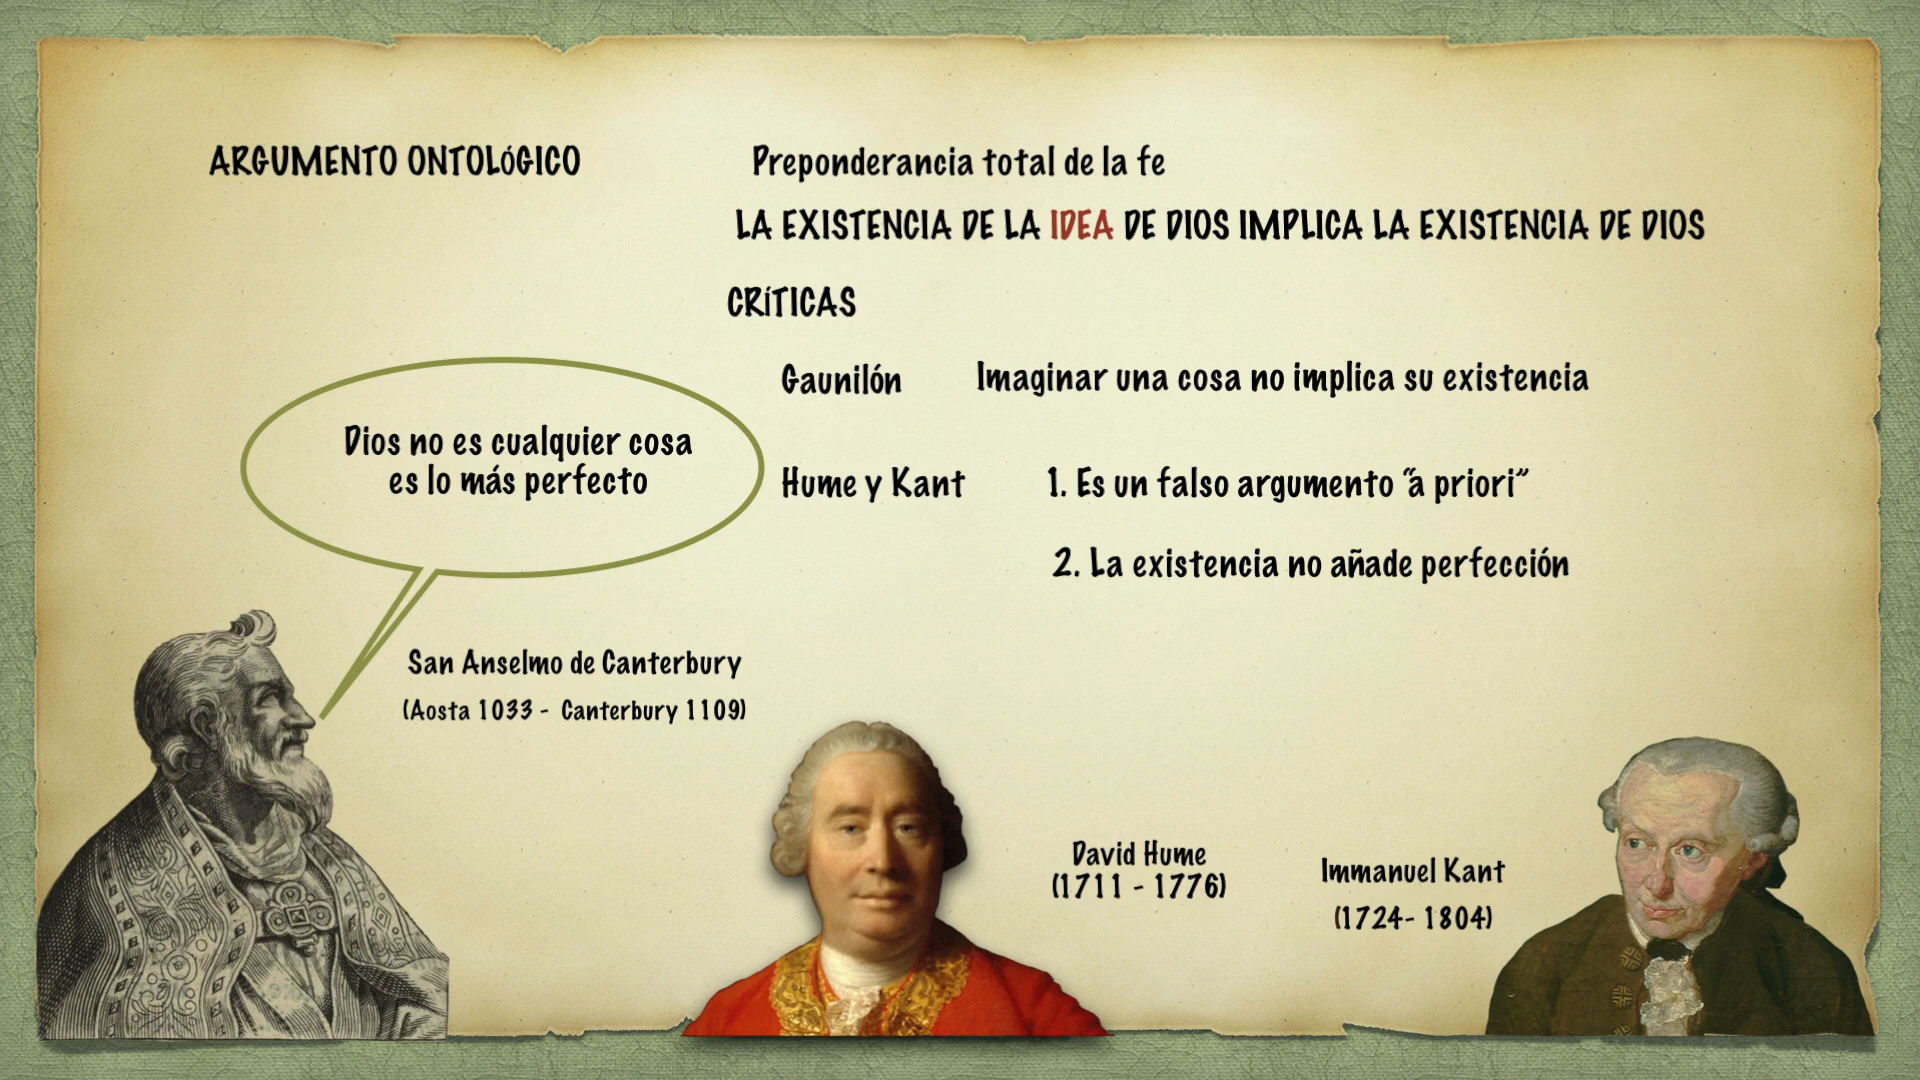 ARGUMENTO ONTOLóGICO
Preponderancia total de la fe
LA EXISTENCIA DE LA IDEA DE DIOS IMPLICA LA EXISTENCIA DE DIOS
CRíTICAS
Gaunilón
Imaginar una cosa no implica su existencia
Dios no es cualquier cosa
es lo más perfecto
Hume y Kant
1. Es un falso argumento “a priori”
2. La existencia no añade perfección
San Anselmo de Canterbury
(Aosta 1033 - Canterbury 1109)
David Hume
(1711 - 1776)
Immanuel Kant
(1724- 1804)